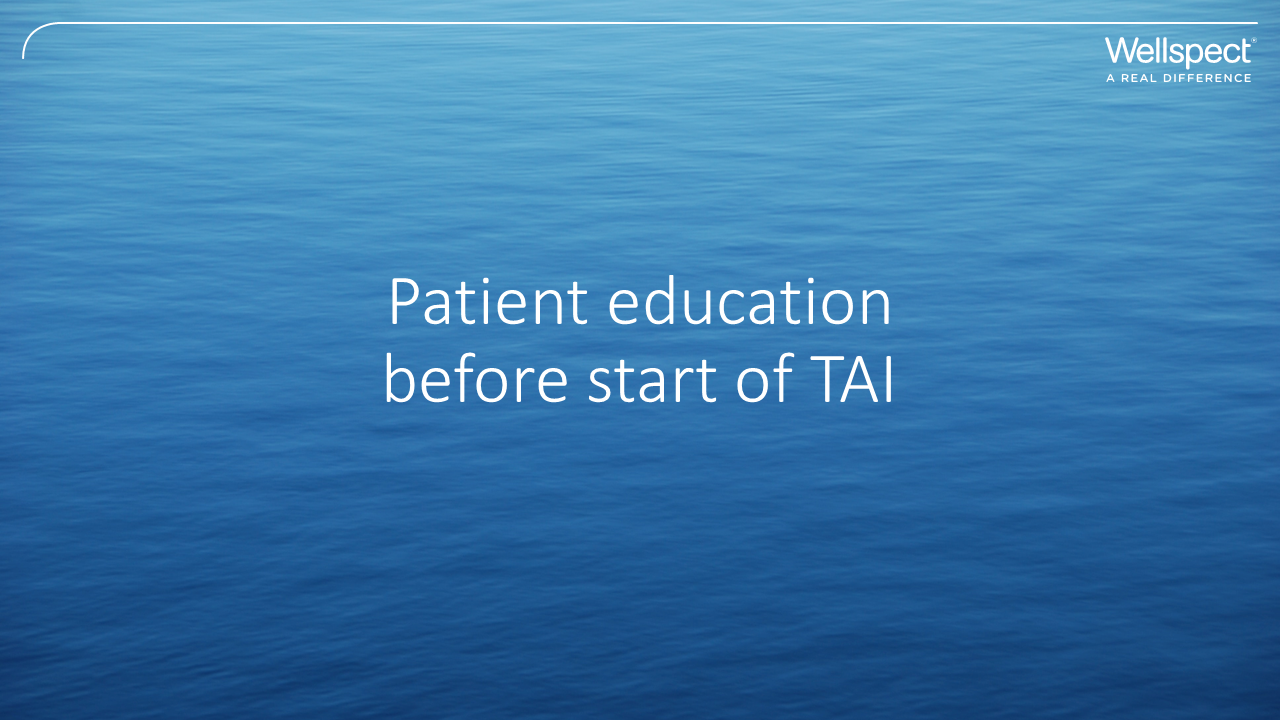 Wellspect®
A REAL DIFFERENCE
Patient education
before start of TAI